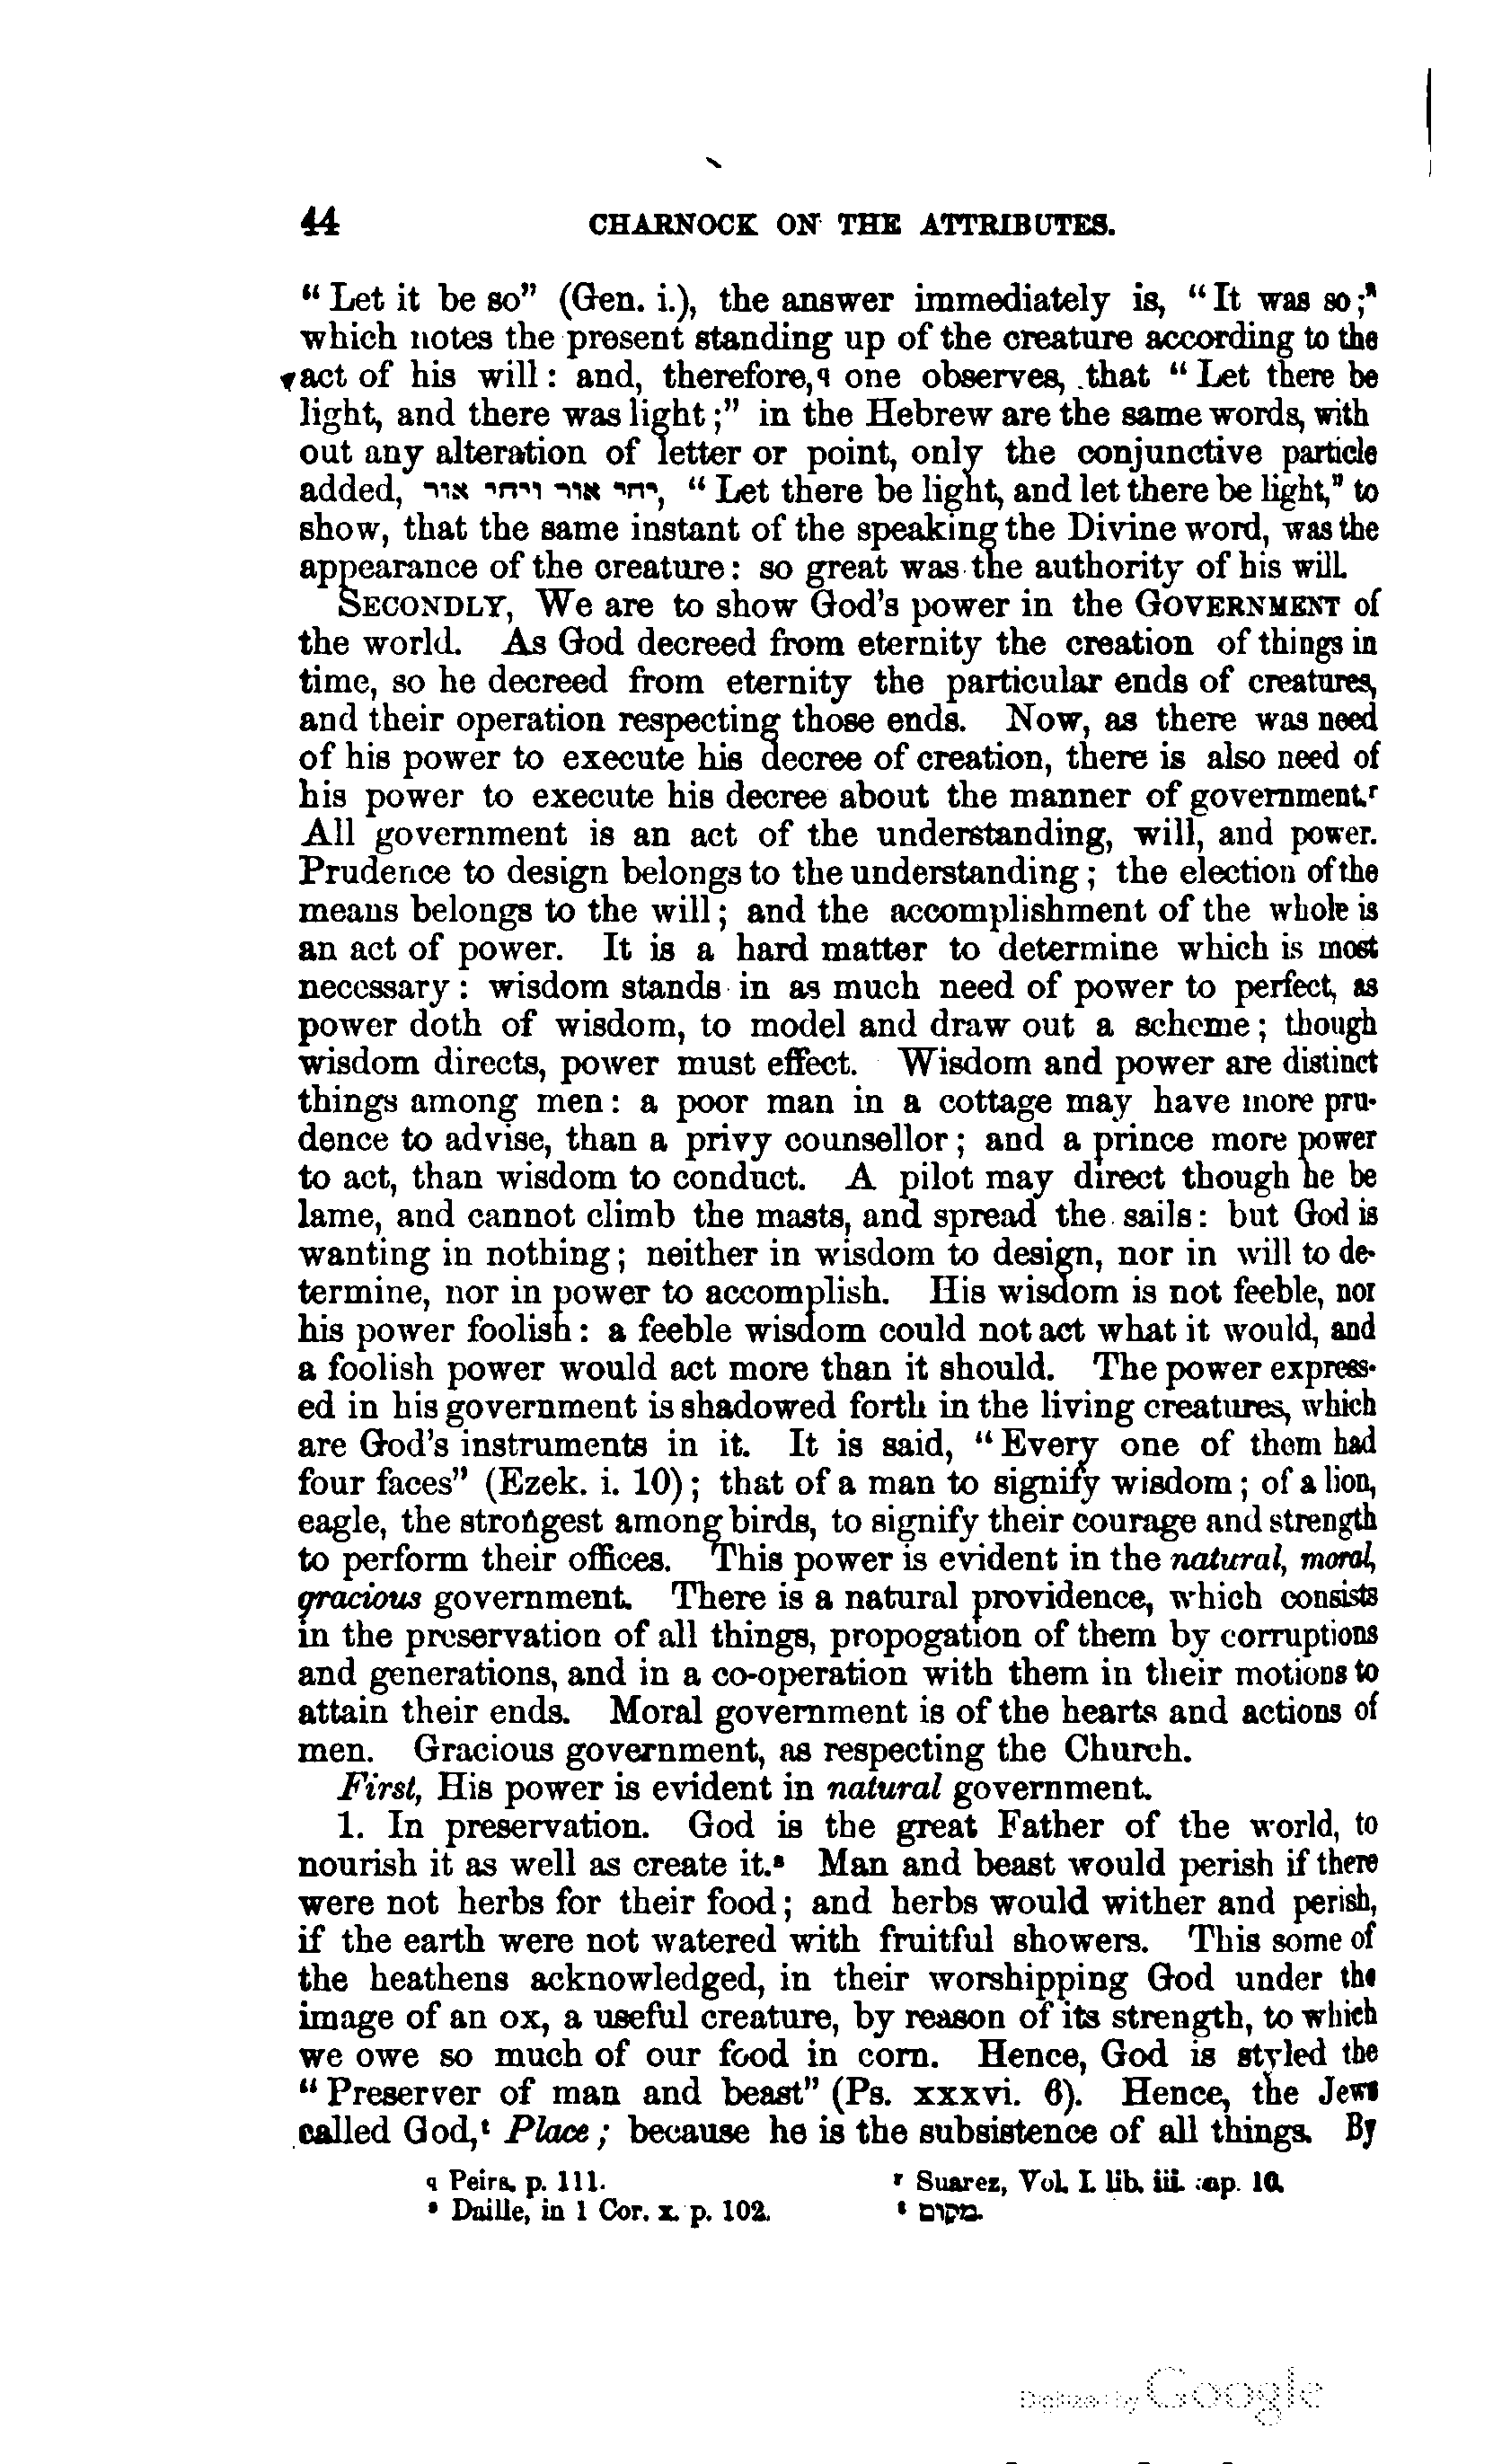 44 CHARNOCK ON THE ATTRIBUTES.
“Let it be so” (Gen. i.), the answer immediately is, “It was so;”
which notes the present standing up of the creature according to the
act of his will: and, therefore,q one observes, that “Let there be
light, and there was light;” in the Hebrew are the same words, with
out any alteration of letter or point, only the conjunctive particle
added, יהי אור ויהי אור, “Let there be light, and let there be light,” to
show, that the same instant of the speaking the Divine word, was the
appearance of the creature: so great was the authority of his will.
SECONDLY, We are to show God's power in the GOVERNMENT of
the world. As God decreed from eternity the creation of things in
time, so he decreed from eternity the particular ends of creatures,
and their operation respecting those ends. Now, as there was need
of his power to execute his decree of creation, there is also need of
his power to execute his decree about the manner of government.r
All government is an act of the understanding, will, and power.
Prudence to design belongs to the understanding; the election of the
means belongs to the will; and the accomplishment of the whole is
an act of power. It is a hard matter to determine which is most
necessary: wisdom stands in as much need of power to perfect, as
power doth of wisdom, to model and draw out a scheme; though
wisdom directs, power must effect. Wisdom and power are distinct
things among men: a poor man in a cottage may have more pru-
dence to advise, than a privy counsellor; and a prince more power
to act, than wisdom to conduct. A pilot may direct though he be
lame, and cannot climb the masts, and spread the sails: but God is
wanting in nothing; neither in wisdom to design, nor in will to de-
termine, nor in power to accomplish. His wisdom is not feeble, nor
his power foolish: a feeble wisdom could not act what it would, and
a foolish power would act more than it should. The power express-
ed in his government is shadowed forth in the living creatures, which
are God's instruments in it. It is said, “Every one of them had
four faces” (Ezek. i. 10); that of a man to signify wisdom; of a lion,
eagle, the strongest among birds, to signify their courage and strength
to perform their offices. This power is evident in the natural, moral,
gracious government. There is a natural providence, which consists
in the preservation of all things, propogation of them by corruptions
and generations, and in a co-operation with them in their motions to
attain their ends. Moral government is of the hearts and actions of
men. Gracious government, as respecting the Church.
First, His power is evident in natural government.
1. In preservation. God is the great Father of the world, to
nourish it as well as create it.s Man and beast would perish if there
were not herbs for their food; and herbs would wither and perish,
if the earth were not watered with fruitful showers. This some of
the heathens acknowledged, in their worshipping God under the
image of an ox, a useful creature, by reason of its strength, to which
we owe so much of our food in corn. Hence, God is styled the
“Preserver of man and beast” (Ps. xxxvi. 6). Hence, the Jews
called God,t Place; because he is the subsistence of all things. By
q Peirs. p. 111. r Suarez, Vol. I. lib. iii. cap. 10.
s Daille, in 1 Cor. x. p. 102. t מקום.
Digitized by Google